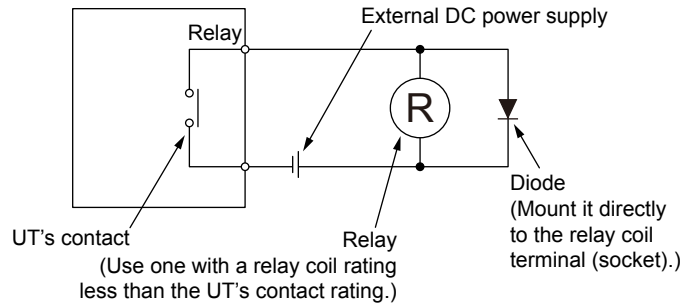 External DC power supply
Relay
R
Diode
(Mount it directly
to the relay coil
terminal (socket).)
UT's contact
Relay
(Use one with a relay coil rating
less than the UT's contact rating.)